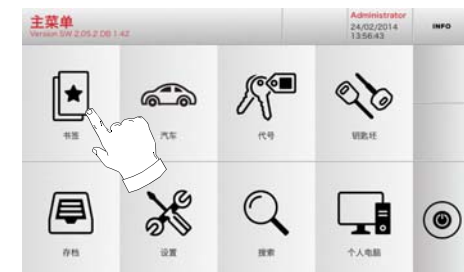 主菜单
Version SW 2.05.2 DB 1.42
Administrator
24/02/2014
13:56:43
INFO
书签
汽车
代号
钥匙坯
存档
设置
搜索
个人电脑